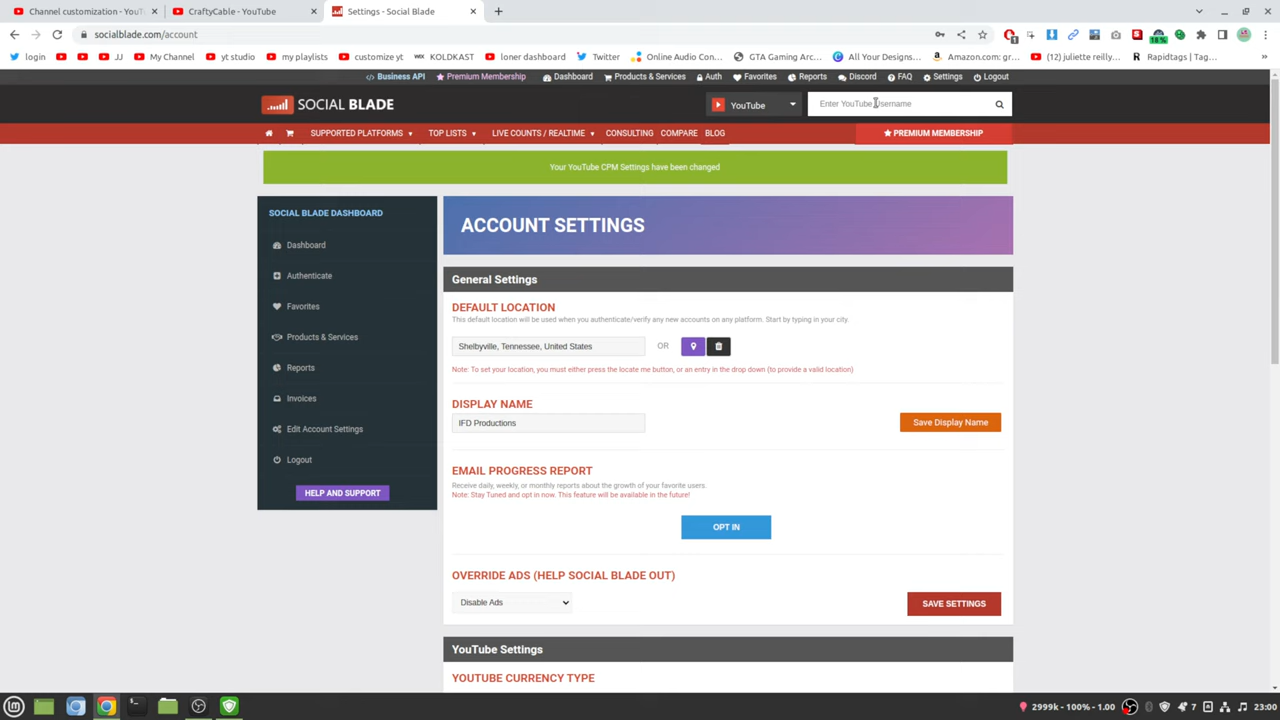 Channel customization - YouT
CraftyCable - YouTube
Settings - Social Blade
socialblade.com/account
1
18 %
login
JJ
My Channel
yt studio
my playlists
customize yt
KOLDKAST
loner dashboard
Twitter
Online Audio Con...
GTA Gaming Arc...
All Your Designs...
Amazon.com: gr...
(12) juliette reilly...
Rapidtags | Tag...
Business API
Premium Membership
Dashboard
Products & Services
Auth
Favorites
Reports
Discord
FAQ
Settings
Logout
SOCIAL BLADE
YouTube
Enter YouTube Username
SUPPORTED PLATFORMS
TOP LISTS
LIVE COUNTS / REALTIME
CONSULTING
COMPARE
BLOG
PREMIUM MEMBERSHIP
Your YouTube CPM Settings have been changed
SOCIAL BLADE DASHBOARD
Dashboard
Authenticate
Favorites
Products & Services
Reports
Invoices
Edit Account Settings
Logout
HELP AND SUPPORT
ACCOUNT SETTINGS
General Settings
DEFAULT LOCATION
This default location will be used when you authenticate/verify any new accounts on any platform. Start by typing in your city.
Shelbyville, Tennessee, United States
OR
Note: To set your location, you must either press the locate me button, or an entry in the drop down (to provide a valid location)
DISPLAY NAME
IFD Productions
Save Display Name
EMAIL PROGRESS REPORT
Receive daily, weekly, or monthly reports about the growth of your favorite users.
Note: Stay Tuned and opt in now. This feature will be available in the future!
OPT IN
OVERRIDE ADS (HELP SOCIAL BLADE OUT)
Disable Ads
SAVE SETTINGS
YouTube Settings
YOUTUBE CURRENCY TYPE
2999k - 100% - 1.00
7
23:00